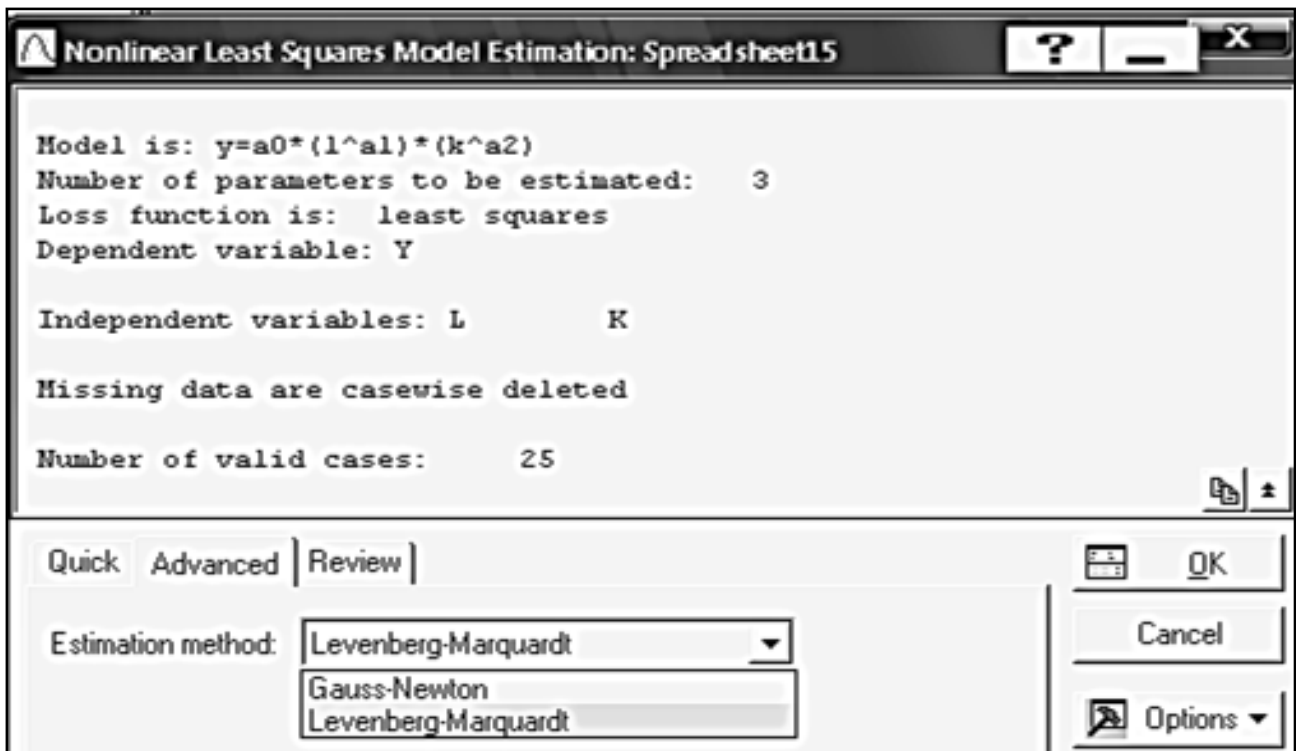 Nonlinear Least Squares Model Estimation: Spreadsheet15
? _ X
Model is: y=a0*(l^a1)*(k^a2)
Number of parameters to be estimated: 3
Loss function is: least squares
Dependent variable: Y
Independent variables: L K
Missing data are casewise deleted
Number of valid cases: 25
Quick Advanced Review
OK
Estimation method: Levenberg-Marquardt
Cancel
Gauss-Newton
Levenberg-Marquardt
Options